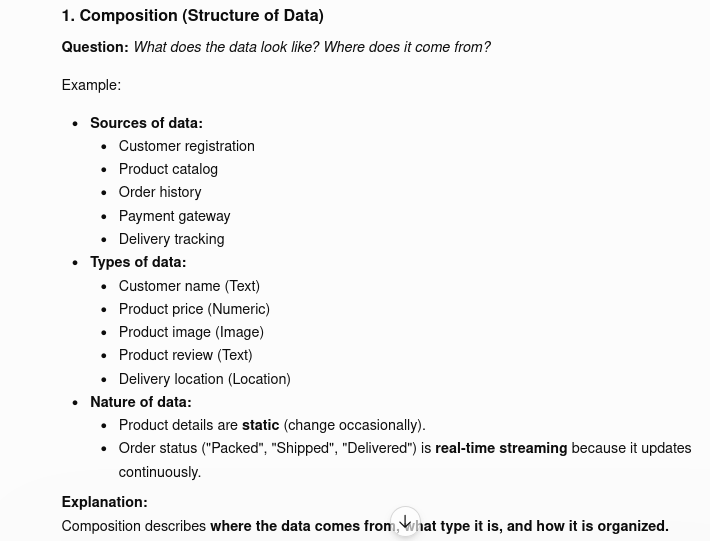 1. Composition (Structure of Data)
Question: What does the data look like? Where does it come from?
Example:
• Sources of data:
• Customer registration
• Product catalog
• Order history
• Payment gateway
• Delivery tracking
• Types of data:
• Customer name (Text)
• Product price (Numeric)
• Product image (Image)
• Product review (Text)
• Delivery location (Location)
• Nature of data:
• Product details are static (change occasionally).
• Order status ("Packed", "Shipped", "Delivered") is real-time streaming because it updates
continuously.
Explanation:
Composition describes where the data comes from, what type it is, and how it is organized.